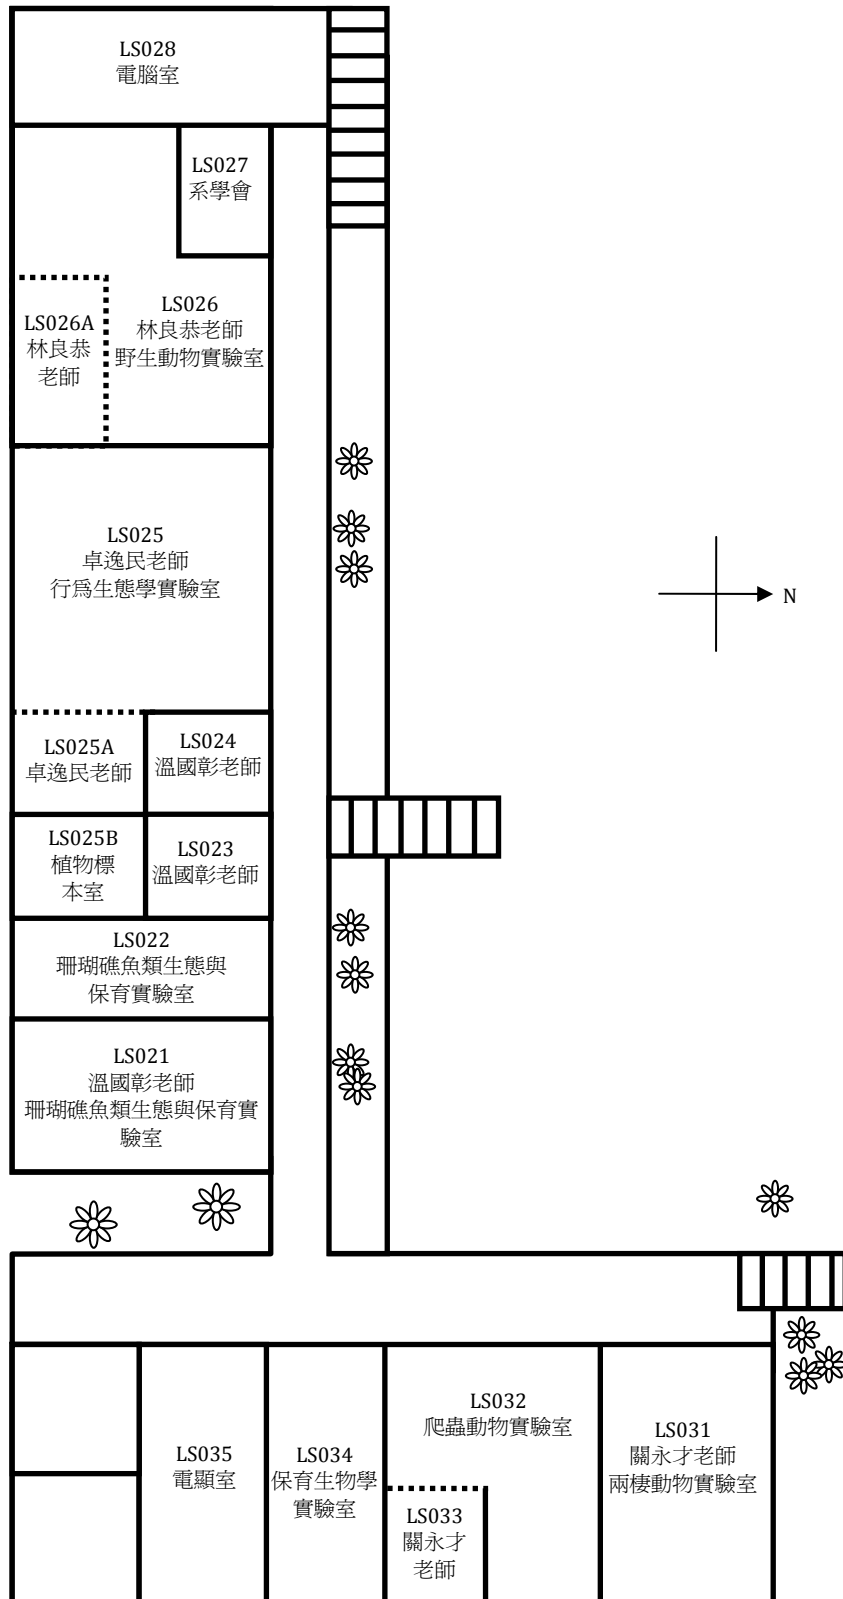 LS028
電腦室
LS027
系學會
LS026
林良恭老師
野生動物實驗室
LS026A
林良恭
老師
LS025
卓逸民老師
行為生態學實驗室
N
LS025A
卓逸民老師
LS024
溫國彰老師
LS025B
植物標
本室
LS023
溫國彰老師
LS022
珊瑚礁魚類生態與
保育實驗室
LS021
溫國彰老師
珊瑚礁魚類生態與保育實
驗室
LS035
電顯室
LS034
保育生物學
實驗室
LS032
爬蟲動物實驗室
LS033
關永才
老師
LS031
關永才老師
兩棲動物實驗室